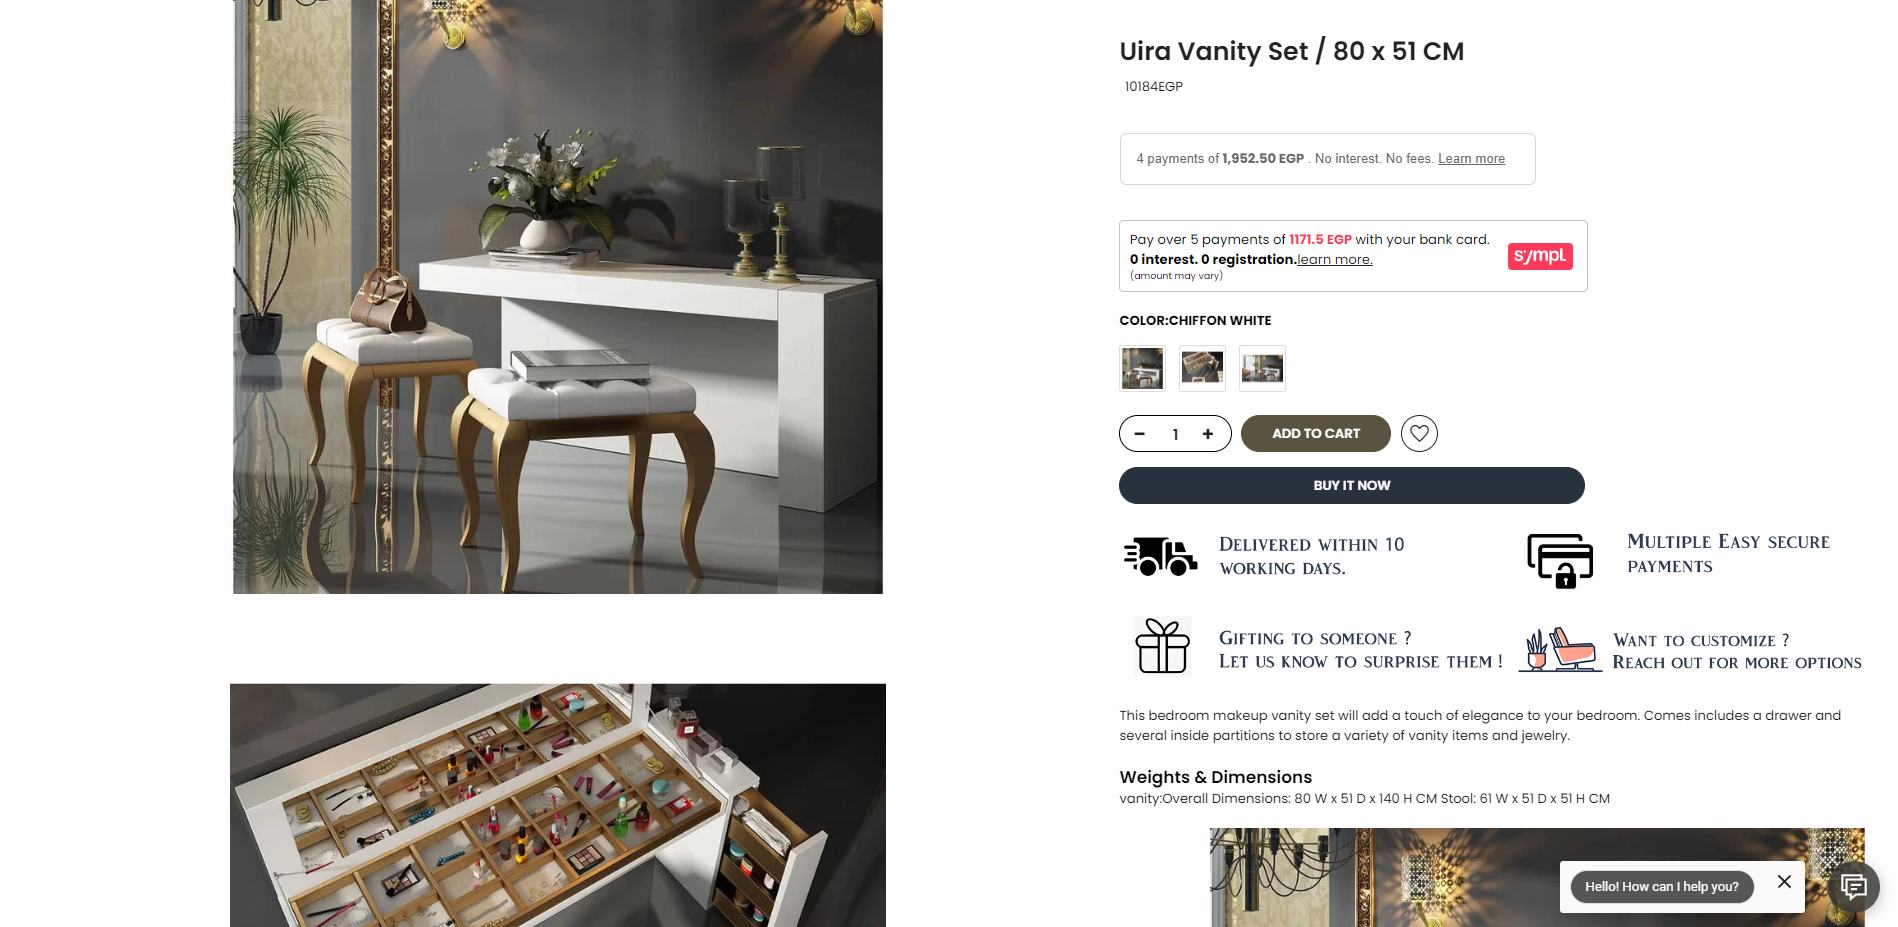 Uira Vanity Set / 80 x 51 CM
10184EGP
4 payments of 1,952.50 EGP . No interest. No fees. Learn more
Pay over 5 payments of 1171.5 EGP with your bank card.
0 interest. 0 registration.learn more.
(amount may vary)
sympl.
COLOR:CHIFFON WHITE
− 1 +
ADD TO CART
BUY IT NOW
Delivered within 10
working days.
Multiple Easy secure
payments
Gifting to someone ?
Let us know to surprise them !
Want to customize ?
Reach out for more options
This bedroom makeup vanity set will add a touch of elegance to your bedroom. Comes includes a drawer and
several inside partitions to store a variety of vanity items and jewelry.
Weights & Dimensions
vanity:Overall Dimensions: 80 W x 51 D x 140 H CM Stool: 61 W x 51 D x 51 H CM
Hello! How can I help you?